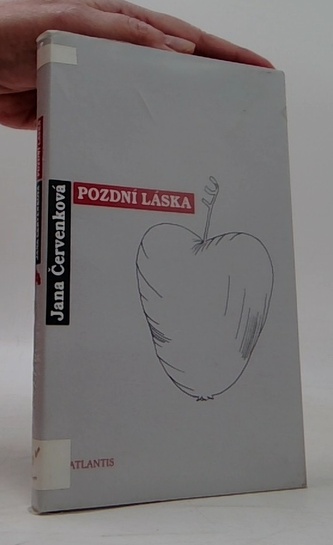 POZDNÍ LÁSKA
Jana Červenková
ATLANTIS